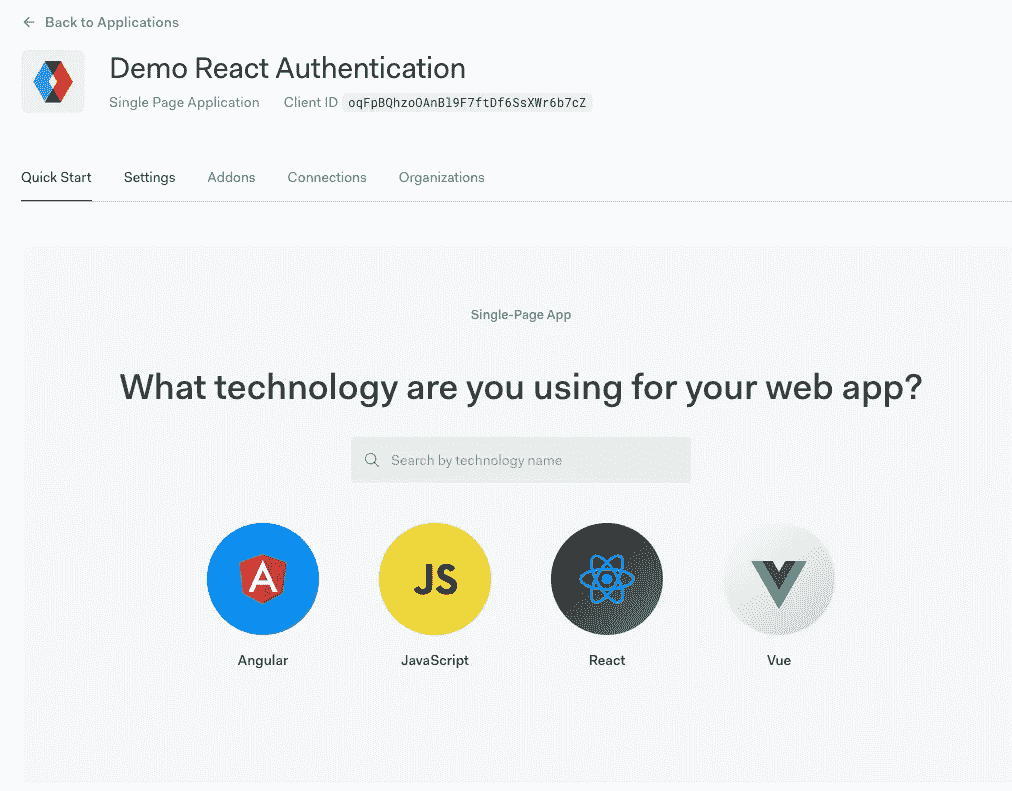 Back to Applications
Demo React Authentication
Single Page Application Client ID oqFpBQhzoOAnBl9F7ftDf6SsXWr6b7cZ
Quick Start Settings Addons Connections Organizations
Single-Page App
What technology are you using for your web app?
Search by technology name
A JS
Angular JavaScript React Vue